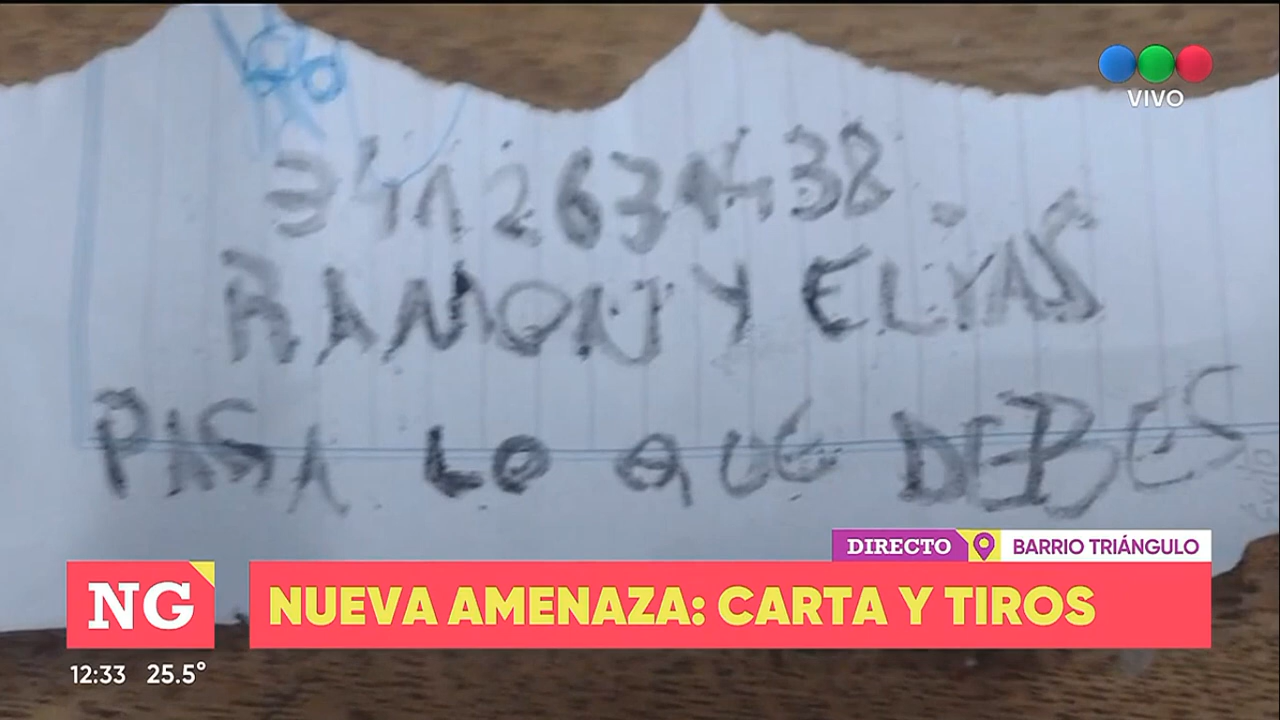 VIVO
3412634438
RAMON Y ELIAS
PAGA LO QUE DEBES
DIRECTO
BARRIO TRIÁNGULO
NG
NUEVA AMENAZA: CARTA Y TIROS
12:33 25.5°